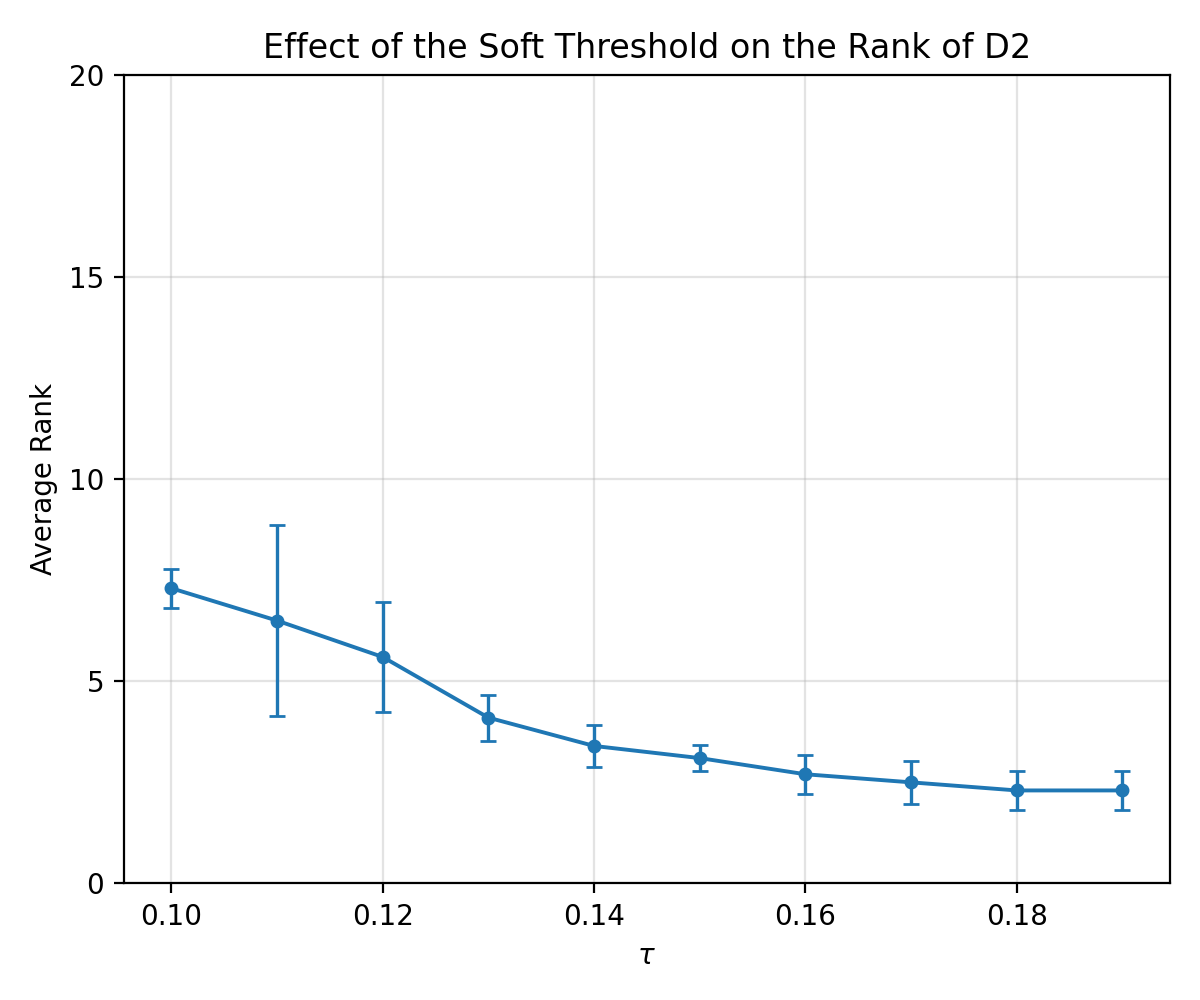 Effect of the Soft Threshold on the Rank of D2
20
15
10
5
0
Average Rank
0.10 0.12 0.14 0.16 0.18
τ